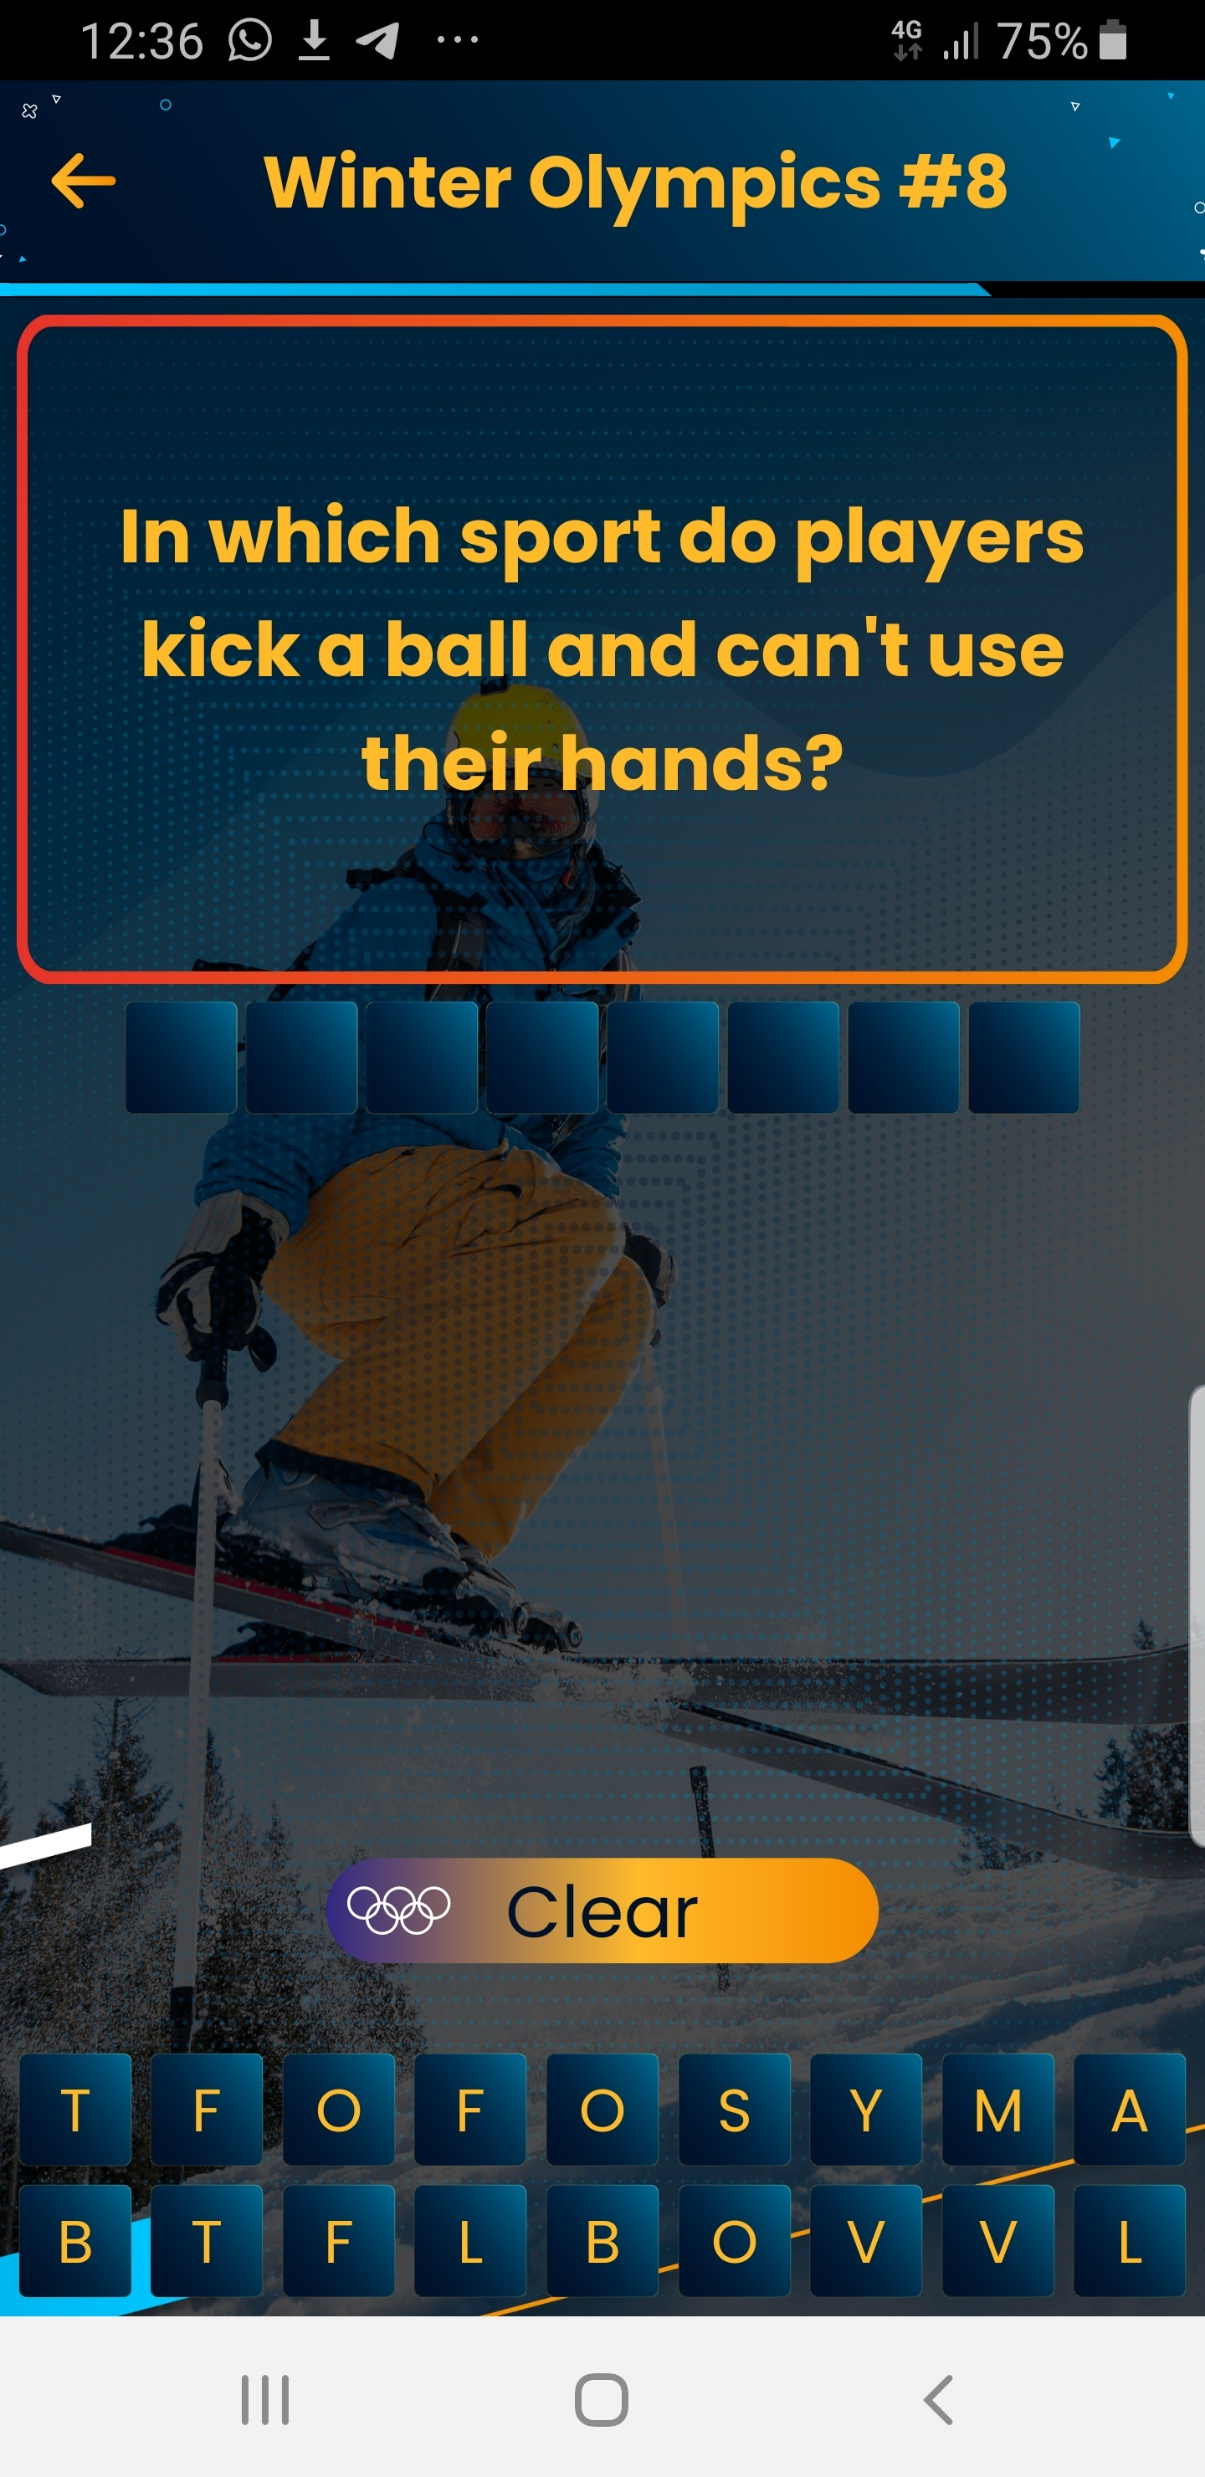 12:36 ... 4G 75%
Winter Olympics #8
In which sport do players
kick a ball and can't use
their hands?
Clear
T F O F O S Y M A
B T F L B O V V L